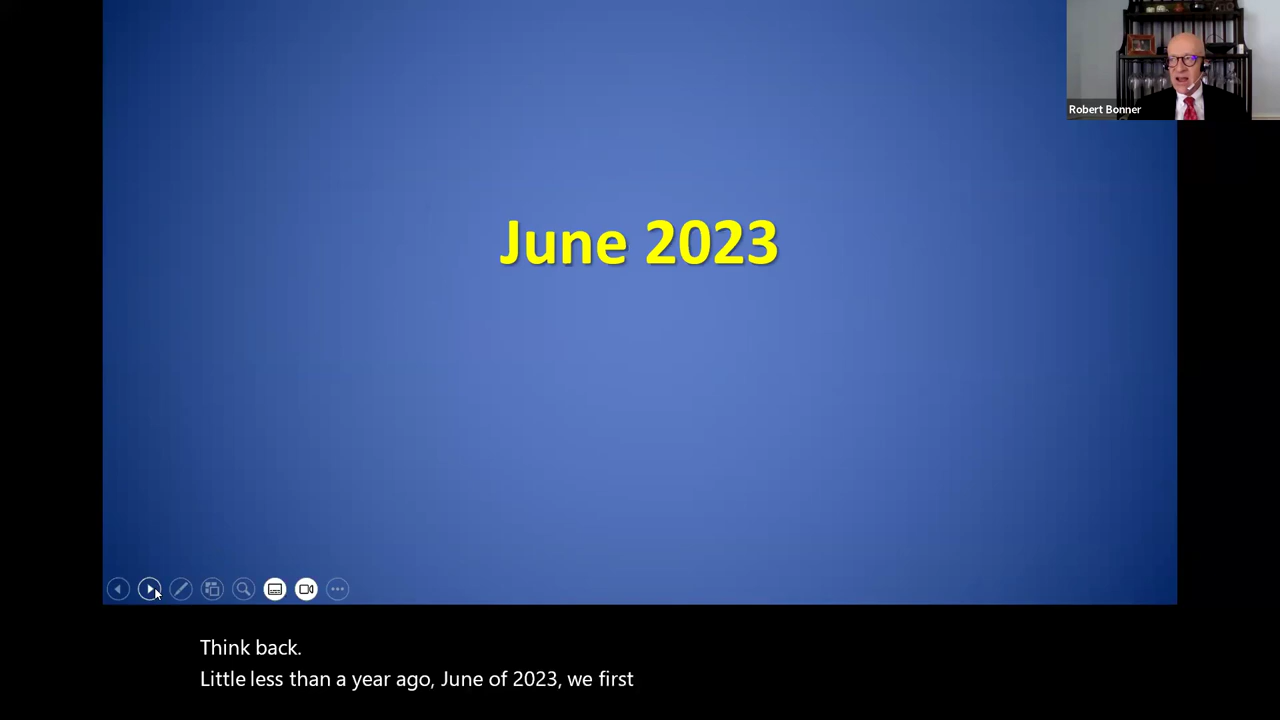 Robert Bonner
June 2023
Think back.
Little less than a year ago, June of 2023, we first